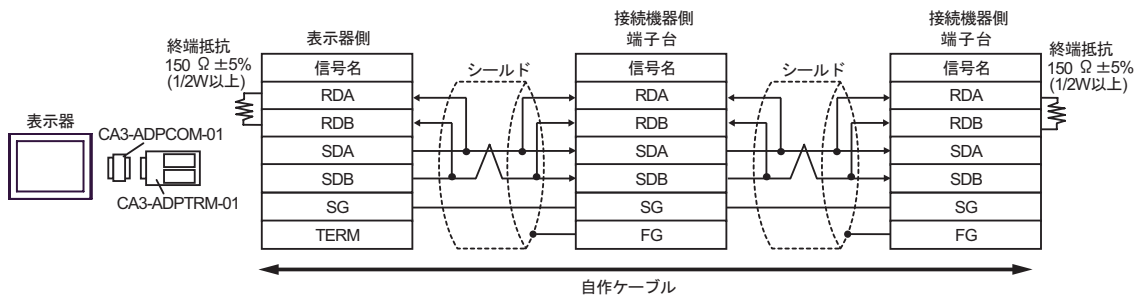 表示器
CA3-ADPCOM-01
CA3-ADPTRM-01
終端抵抗
150 Ω ±5%
(1/2W以上)
表示器側
信号名
RDA
RDB
SDA
SDB
SG
TERM
シールド
接続機器側
端子台
信号名
RDA
RDB
SDA
SDB
SG
FG
シールド
接続機器側
端子台
信号名
RDA
RDB
SDA
SDB
SG
FG
終端抵抗
150 Ω ±5%
(1/2W以上)
自作ケーブル